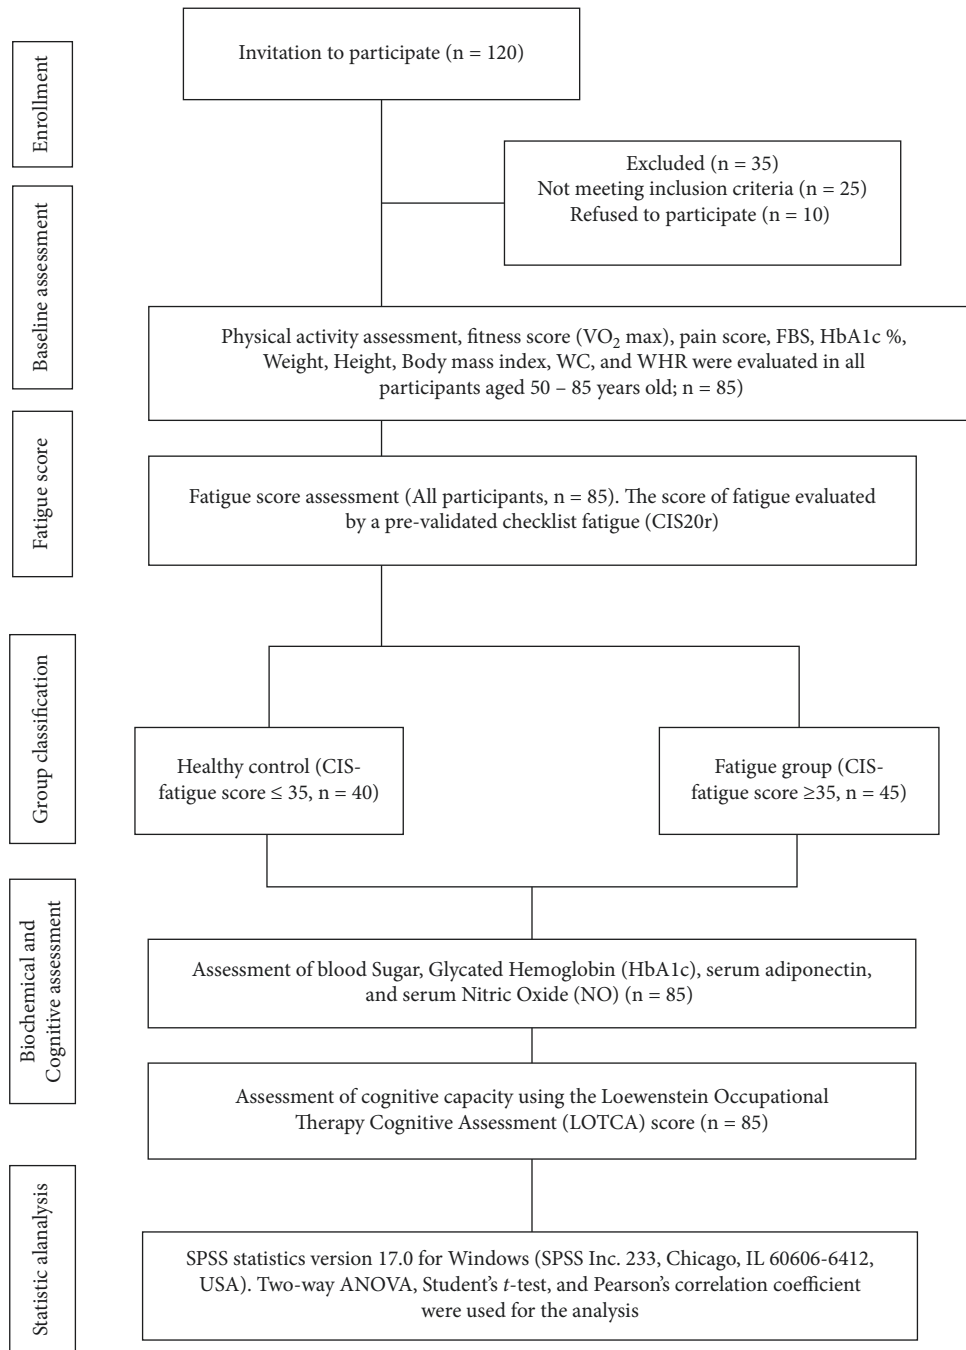 Enrollment
Invitation to participate (n = 120)
Excluded (n = 35)
Not meeting inclusion criteria (n = 25)
Refused to participate (n = 10)
Baseline assessment
Physical activity assessment, fitness score (VO2 max), pain score, FBS, HbA1c %,
Weight, Height, Body mass index, WC, and WHR were evaluated in all
participants aged 50 – 85 years old; n = 85)
Fatigue score
Fatigue score assessment (All participants, n = 85). The score of fatigue evaluated
by a pre-validated checklist fatigue (CIS20r)
Group classification
Healthy control (CIS-
fatigue score ≤ 35, n = 40)
Fatigue group (CIS-
fatigue score ≥35, n = 45)
Biochemical and
Cognitive assessment
Assessment of blood Sugar, Glycated Hemoglobin (HbA1c), serum adiponectin,
and serum Nitric Oxide (NO) (n = 85)
Assessment of cognitive capacity using the Loewenstein Occupational
Therapy Cognitive Assessment (LOTCA) score (n = 85)
Statistic alanalysis
SPSS statistics version 17.0 for Windows (SPSS Inc. 233, Chicago, IL 60606-6412,
USA). Two-way ANOVA, Student's t-test, and Pearson's correlation coefficient
were used for the analysis